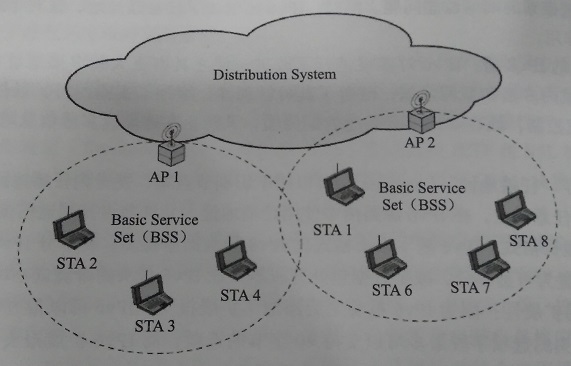 Distribution System
AP 1
AP 2
Basic Service
Set（BSS）
STA 2
STA 3
STA 4
Basic Service
Set（BSS）
STA 1
STA 6
STA 7
STA 8